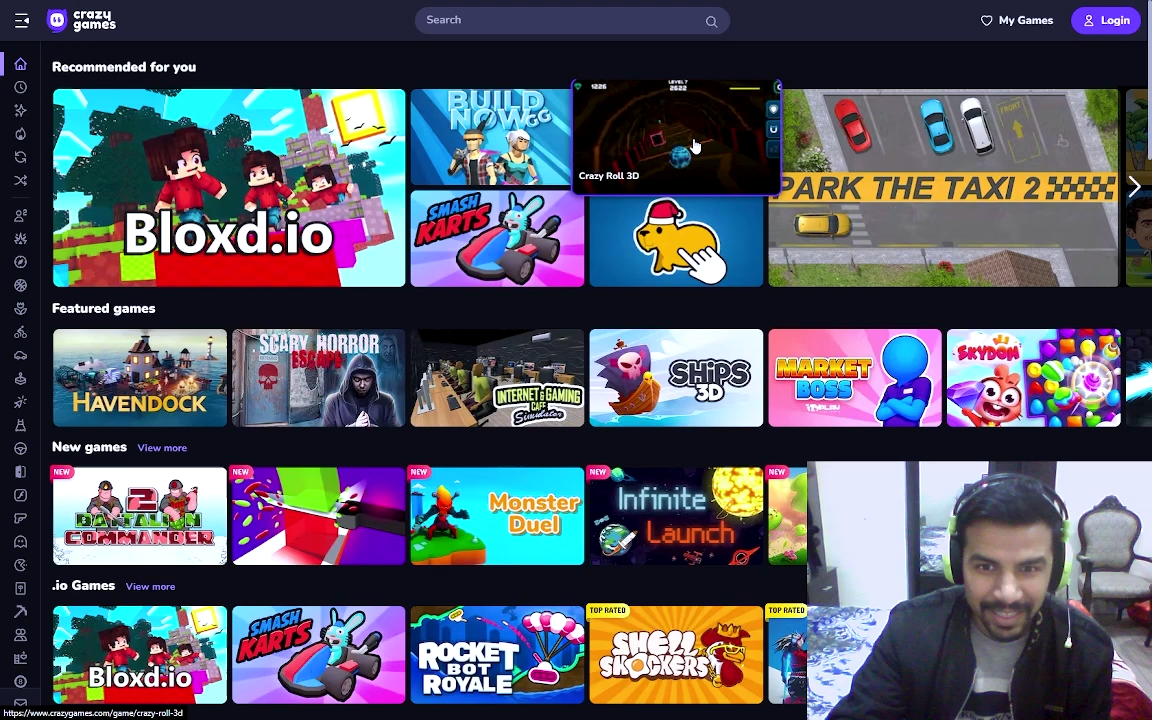 crazy
games
Search
My Games
Login
Recommended for you
Bloxd.io
BUILD
NOW GG
LEVEL 7
1226
2622
Crazy Roll 3D
SMASH
KARTS
FRONT
PARK THE TAXI 2
Featured games
HAVENDOCK
SCARY HORROR
ESCAPE
INTERNET & GAMING
CAFE
Simulator
SHIPS
3D
MARKET
BOSS
SKYDOM
New games
View more
NEW
2
BATTALION
COMMANDER
NEW
NEW
Monster
Duel
NEW
Infinite
Launch
NEW
.io Games
View more
Bloxd.io
SMASH
KARTS
ROCKET
BOT
ROYALE
TOP RATED
SHELL
SHOCKERS
TOP RATED
https://www.crazygames.com/game/crazy-roll-3d